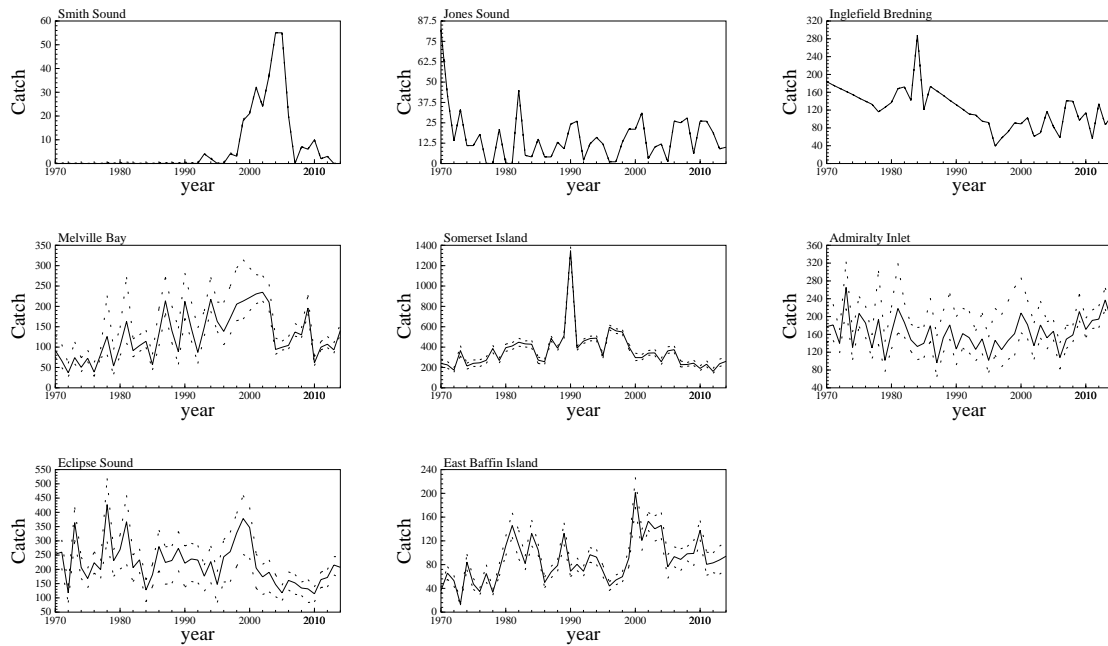 Smith Sound
60
50
40
30
20
10
0
Catch
1970 1980 1990 2000 2010
year
Jones Sound
87.5
75
62.5
50
37.5
25
12.5
0
Catch
1970 1980 1990 2000 2010
year
Inglefield Bredning
320
280
240
200
160
120
80
40
0
Catch
1970 1980 1990 2000 2010
year
Melville Bay
350
300
250
200
150
100
50
0
Catch
1970 1980 1990 2000 2010
year
Somerset Island
1400
1200
1000
800
600
400
200
0
Catch
1970 1980 1990 2000 2010
year
Admiralty Inlet
360
320
280
240
200
160
120
80
40
Catch
1970 1980 1990 2000 2010
year
Eclipse Sound
550
500
450
400
350
300
250
200
150
100
50
Catch
1970 1980 1990 2000 2010
year
East Baffin Island
240
200
160
120
80
40
0
Catch
1970 1980 1990 2000 2010
year